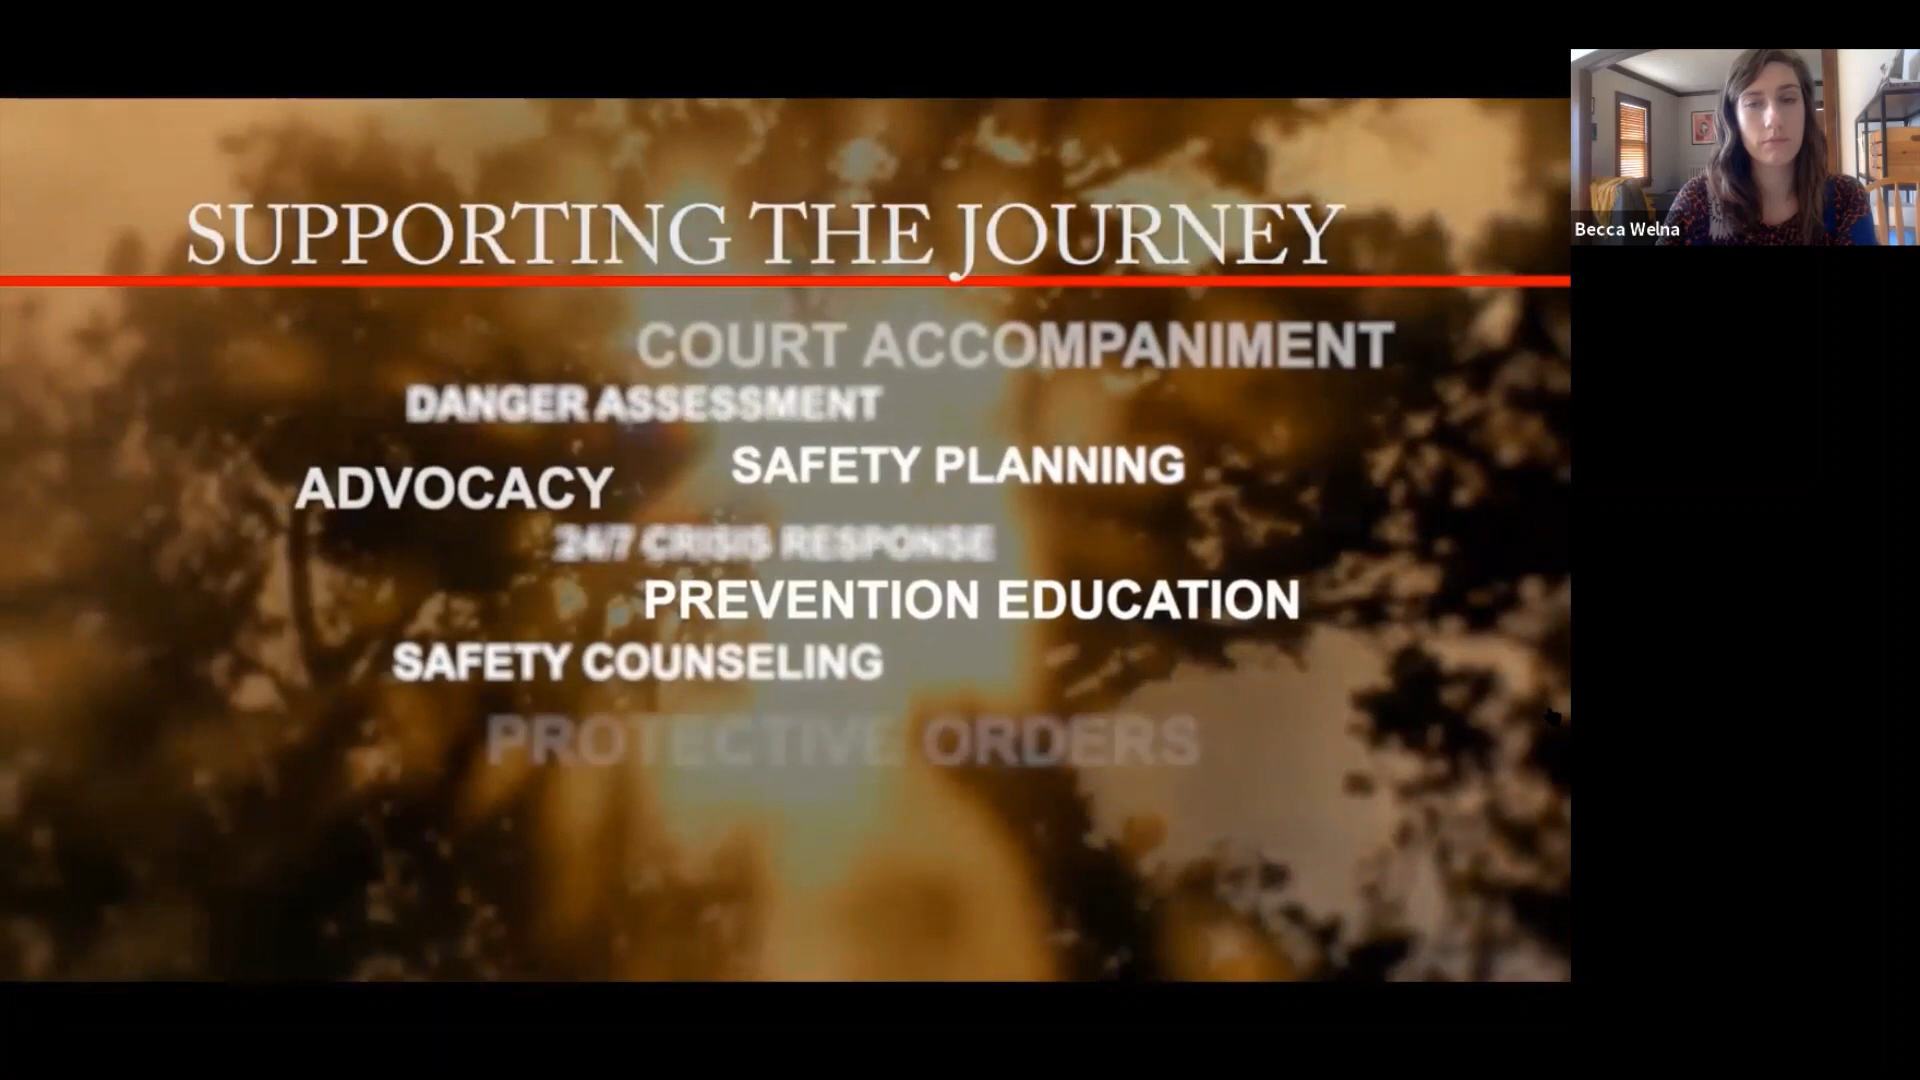 SUPPORTING THE JOURNEY
COURT ACCOMPANIMENT
DANGER ASSESSMENT
SAFETY PLANNING
ADVOCACY
24/7 CRISIS RESPONSE
PREVENTION EDUCATION
SAFETY COUNSELING
PROTECTIVE ORDERS
Becca Welna